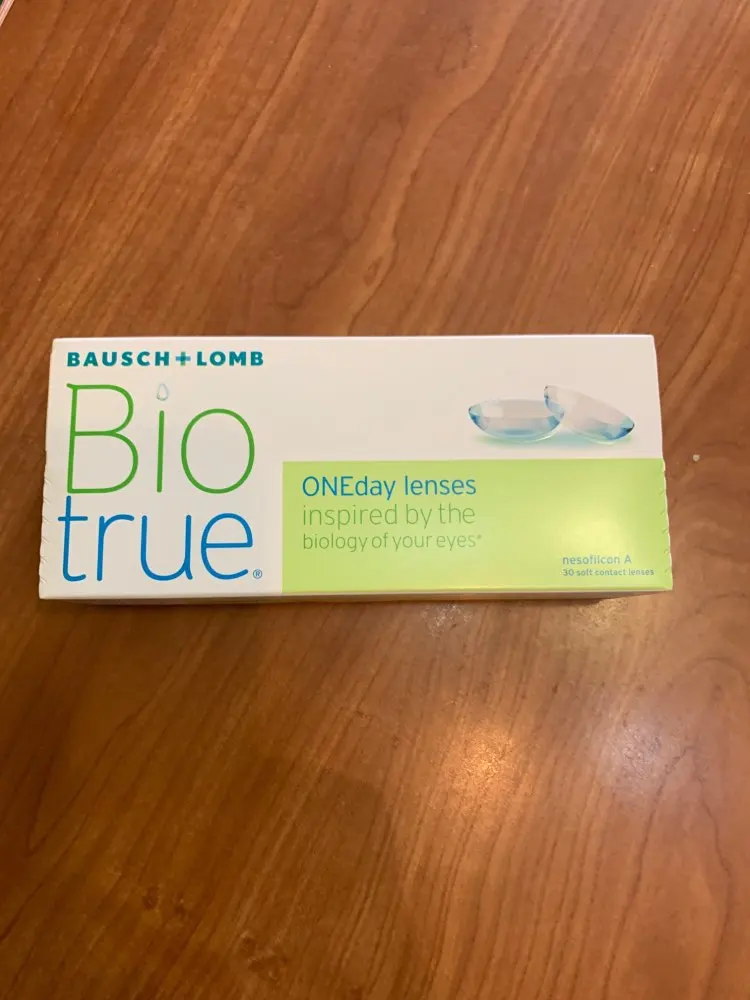 BAUSCH + LOMB
Bio
true®
ONEday lenses
inspired by the
biology of your eyes*
nesofilcon A
30 soft contact lenses